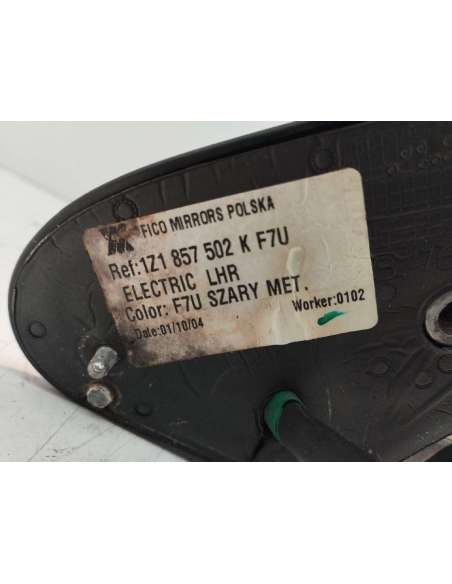 FICO MIRRORS POLSKA
Ref:1Z1 857 502 K F7U
ELECTRIC LHR
Color: F7U SZARY MET.
Date:01/10/04 Worker:0102